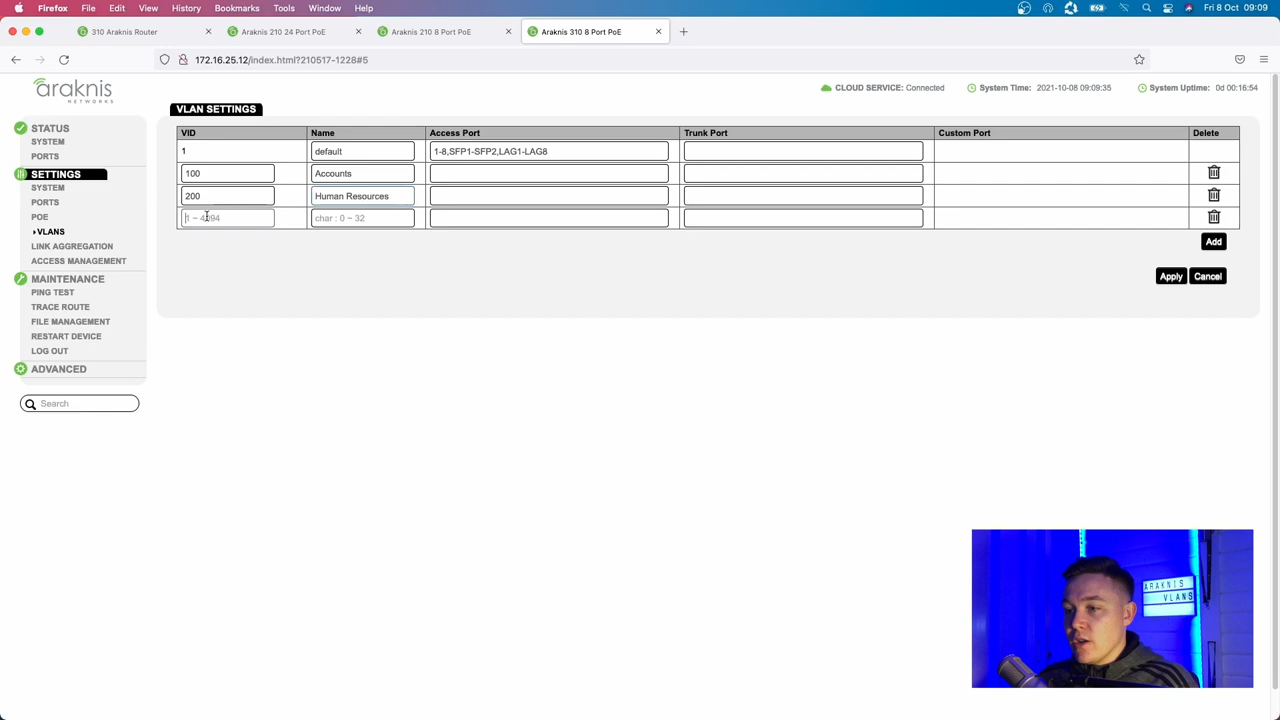 Firefox File Edit View History Bookmarks Tools Window Help Fri 8 Oct 09:09
310 Araknis Router Araknis 210 24 Port PoE Araknis 210 8 Port PoE Araknis 310 8 Port PoE
172.16.25.12/index.html?210517-1228#5
araknis
NETWORKS
CLOUD SERVICE: Connected System Time: 2021-10-08 09:09:35 System Uptime: 0d 00:16:54
STATUS
SYSTEM
PORTS
SETTINGS
SYSTEM
PORTS
POE
VLANS
LINK AGGREGATION
ACCESS MANAGEMENT
MAINTENANCE
PING TEST
TRACE ROUTE
FILE MANAGEMENT
RESTART DEVICE
LOG OUT
ADVANCED
Search
VLAN SETTINGS
VID Name Access Port Trunk Port Custom Port Delete
1 default 1-8,SFP1-SFP2,LAG1-LAG8
100 Accounts
200 Human Resources
1 ~ 4094 char : 0 ~ 32
Add
Apply Cancel
ARAKNIS
VLANS